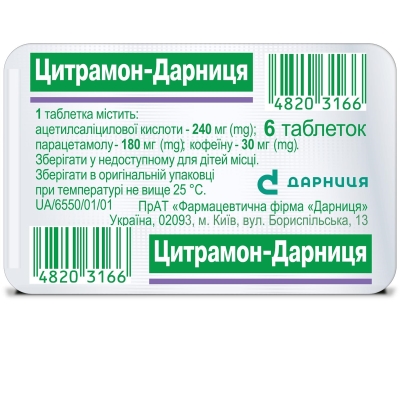 Цитрамон-Дарниця
4820 3166
1 таблетка містить:
ацетилсаліцилової кислоти - 240 мг (mg);
парацетамолу - 180 мг (mg); кофеїну - 30 мг (mg).
6 таблеток
Зберігати у недоступному для дітей місці.
Зберігати в оригінальній упаковці
при температурі не вище 25 °С.
ДАРНИЦЯ
UA/6550/01/01
ПрАТ «Фармацевтична фірма «Дарниця»
Україна, 02093, м. Київ, вул. Бориспільська, 13
4820 3166
Цитрамон-Дарниця